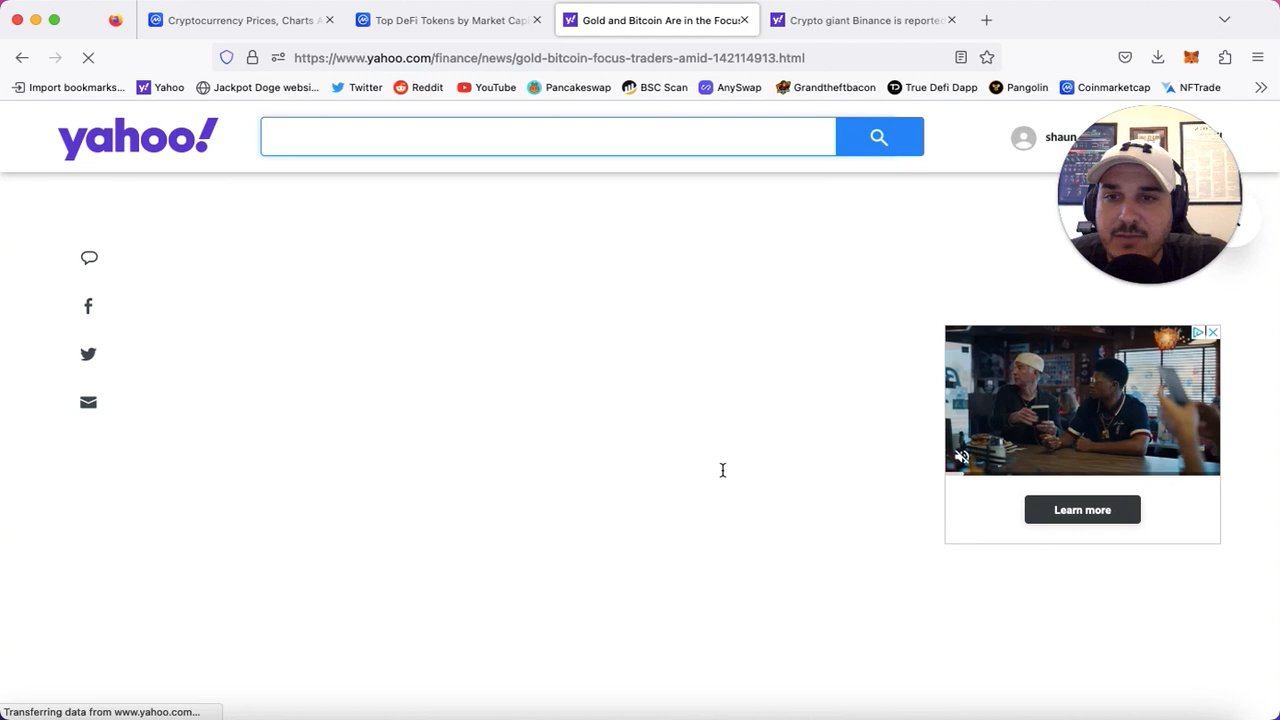 Cryptocurrency Prices, Charts A
Top DeFi Tokens by Market Capi
Gold and Bitcoin Are in the Focus
Crypto giant Binance is reported
https://www.yahoo.com/finance/news/gold-bitcoin-focus-traders-amid-142114913.html
Import bookmarks...
Yahoo
Jackpot Doge websi...
Twitter
Reddit
YouTube
Pancakeswap
BSC Scan
AnySwap
Grandtheftbacon
True Defi Dapp
Pangolin
Coinmarketcap
NFTrade
yahoo!
shaun
Learn more
Transferring data from www.yahoo.com...